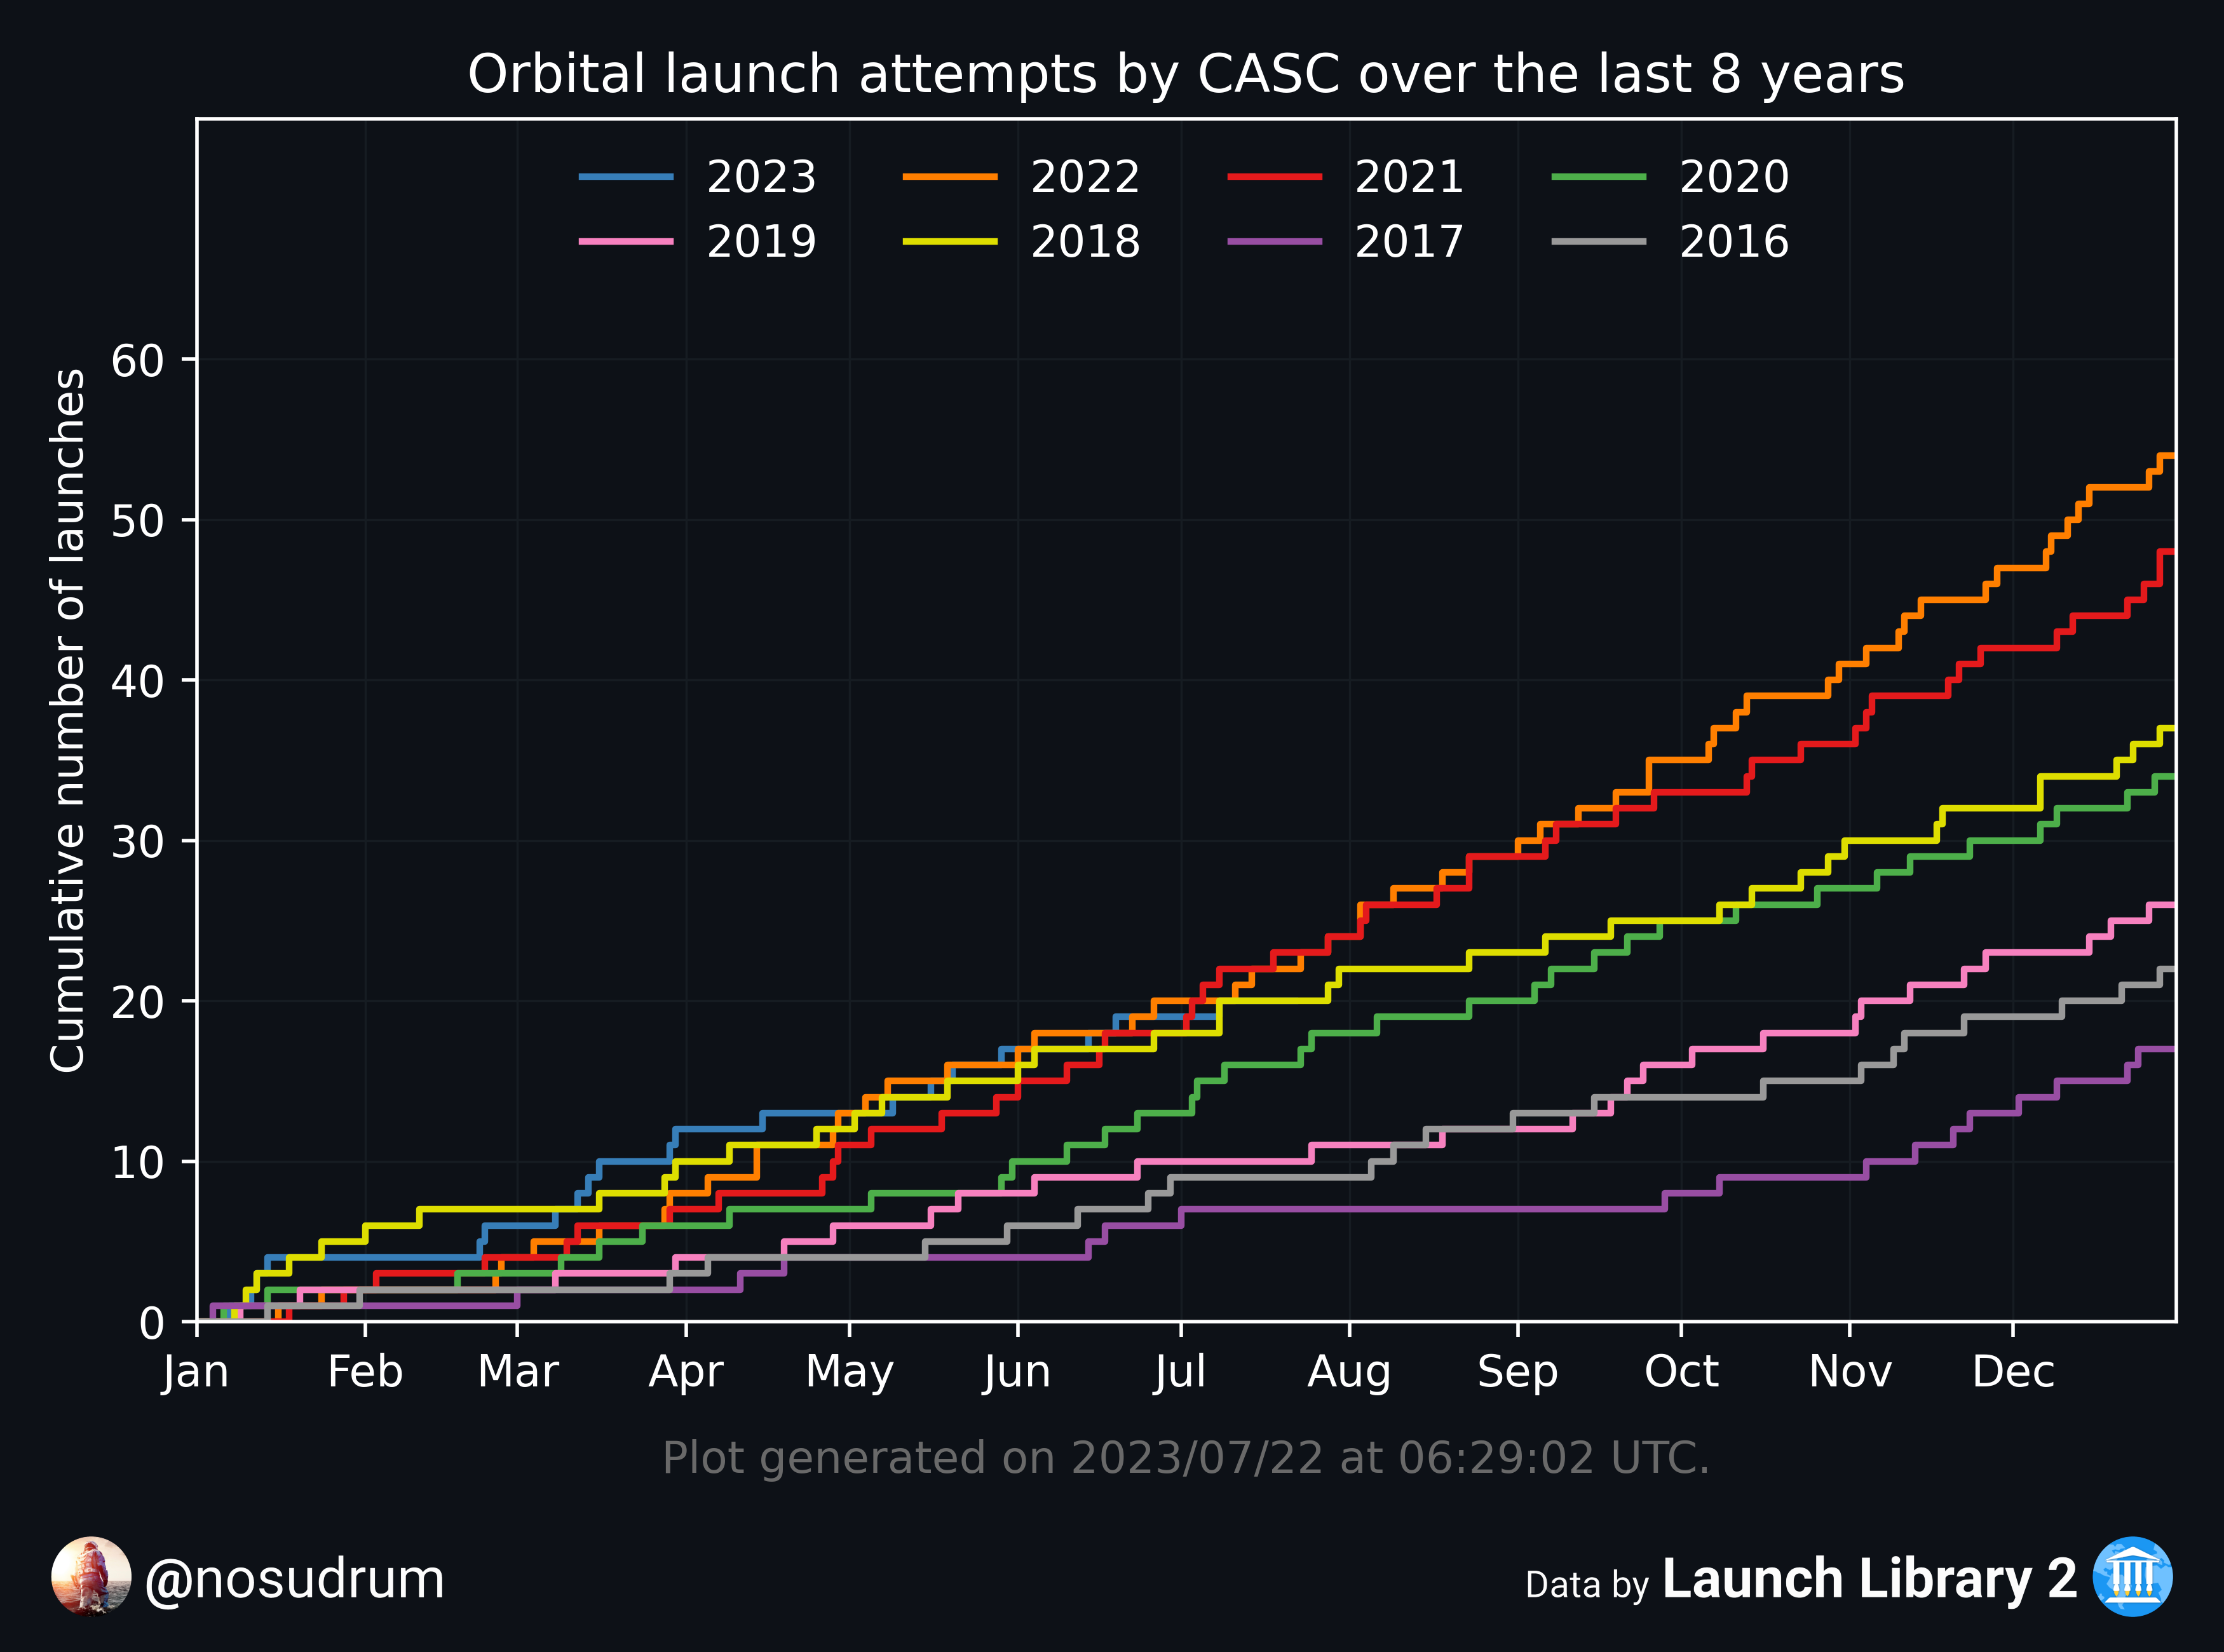 Orbital launch attempts by CASC over the last 8 years
2023 2022 2021 2020
2019 2018 2017 2016
Cumulative number of launches
60
50
40
30
20
10
0
Jan Feb Mar Apr May Jun Jul Aug Sep Oct Nov Dec
Plot generated on 2023/07/22 at 06:29:02 UTC.
@nosudrum
Data by Launch Library 2